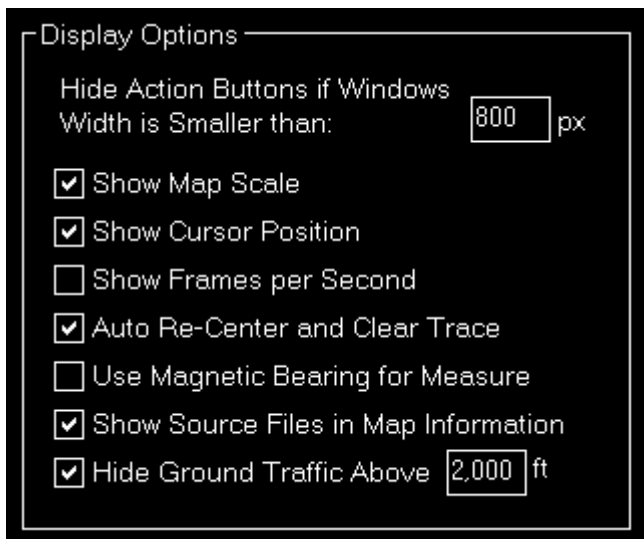 Display Options
Hide Action Buttons if Windows
Width is Smaller than: 800 px
Show Map Scale
Show Cursor Position
Show Frames per Second
Auto Re-Center and Clear Trace
Use Magnetic Bearing for Measure
Show Source Files in Map Information
Hide Ground Traffic Above 2,000 ft